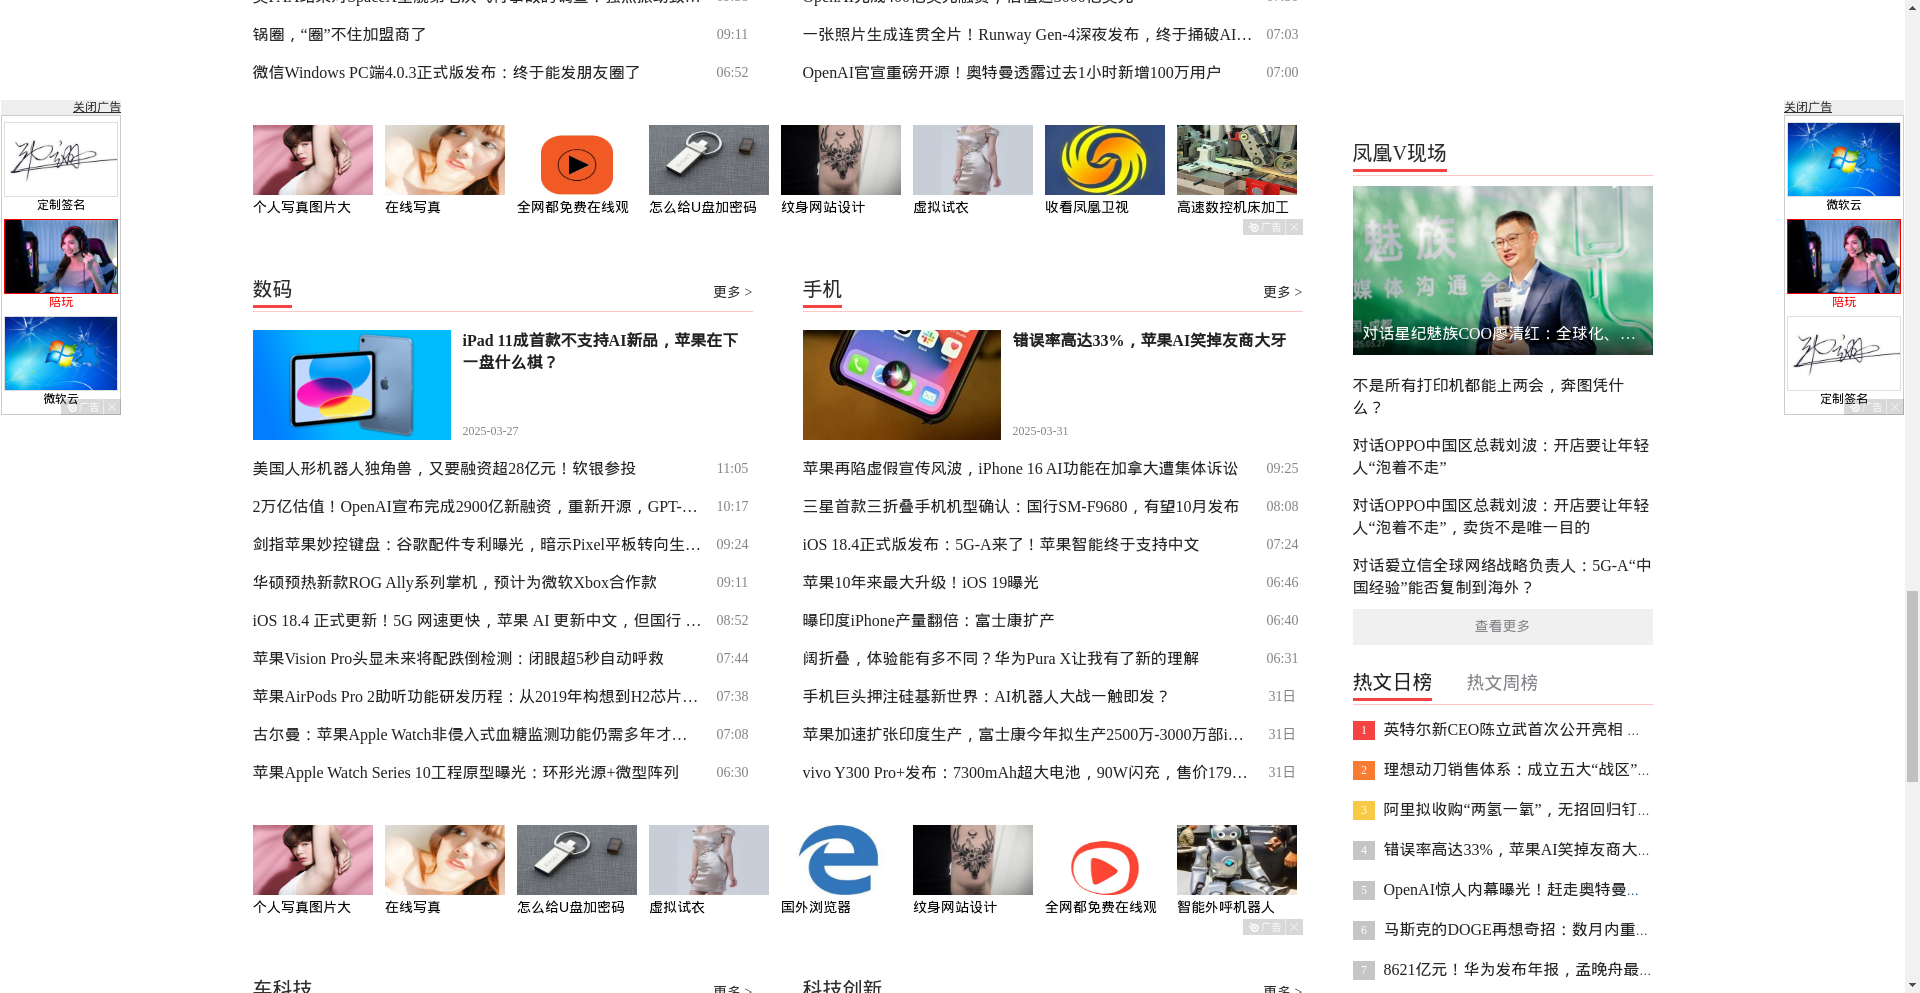 锅圈，“圈”不住加盟商了 09:11
微信Windows PC端4.0.3正式版发布：终于能发朋友圈了 06:52
一张照片生成连贯全片！Runway Gen-4深夜发布，终于捅破AI… 07:03
OpenAI官宣重磅开源！奥特曼透露过去1小时新增100万用户 07:00
关闭广告
定制签名
陪玩
微软云
广告
个人写真图片大
在线写真
全网都免费在线观
怎么给U盘加密码
纹身网站设计
虚拟试衣
收看凤凰卫视
高速数控机床加工
广告
数码
更多 >
iPad 11成首款不支持AI新品，苹果在下
一盘什么棋？
2025-03-27
美国人形机器人独角兽，又要融资超28亿元！软银参投 11:05
2万亿估值！OpenAI宣布完成2900亿新融资，重新开源，GPT-… 10:17
剑指苹果妙控键盘：谷歌配件专利曝光，暗示Pixel平板转向生… 09:24
华硕预热新款ROG Ally系列掌机，预计为微软Xbox合作款 09:11
iOS 18.4 正式更新！5G 网速更快，苹果 AI 更新中文，但国行 … 08:52
苹果Vision Pro头显未来将配跌倒检测：闭眼超5秒自动呼救 07:44
苹果AirPods Pro 2助听功能研发历程：从2019年构想到H2芯片… 07:38
古尔曼：苹果Apple Watch非侵入式血糖监测功能仍需多年才… 07:08
苹果Apple Watch Series 10工程原型曝光：环形光源+微型阵列 06:30
手机
更多 >
错误率高达33%，苹果AI笑掉友商大牙
2025-03-31
苹果再陷虚假宣传风波，iPhone 16 AI功能在加拿大遭集体诉讼 09:25
三星首款三折叠手机机型确认：国行SM-F9680，有望10月发布 08:08
iOS 18.4正式版发布：5G-A来了！苹果智能终于支持中文 07:24
苹果10年来最大升级！iOS 19曝光 06:46
曝印度iPhone产量翻倍：富士康扩产 06:40
阔折叠，体验能有多不同？华为Pura X让我有了新的理解 06:31
手机巨头押注硅基新世界：AI机器人大战一触即发？ 31日
苹果加速扩张印度生产，富士康今年拟生产2500万-3000万部i… 31日
vivo Y300 Pro+发布：7300mAh超大电池，90W闪充，售价179… 31日
个人写真图片大
在线写真
怎么给U盘加密码
虚拟试衣
国外浏览器
纹身网站设计
全网都免费在线观
智能外呼机器人
广告
车科技
更多 >
科技创新
更多 >
凤凰V现场
魅族
媒体沟通会
对话星纪魅族COO廖清红：全球化、…
不是所有打印机都能上两会，奔图凭什
么？
对话OPPO中国区总裁刘波：开店要让年轻
人“泡着不走”
对话OPPO中国区总裁刘波：开店要让年轻
人“泡着不走”，卖货不是唯一目的
对话爱立信全球网络战略负责人：5G-A“中
国经验”能否复制到海外？
查看更多
热文日榜
热文周榜
1 英特尔新CEO陈立武首次公开亮相 ...
2 理想动刀销售体系：成立五大“战区”...
3 阿里拟收购“两氢一氧”，无招回归钉...
4 错误率高达33%，苹果AI笑掉友商大...
5 OpenAI惊人内幕曝光！赶走奥特曼...
6 马斯克的DOGE再想奇招：数月内重...
7 8621亿元！华为发布年报，孟晚舟最...
关闭广告
微软云
陪玩
定制签名
广告